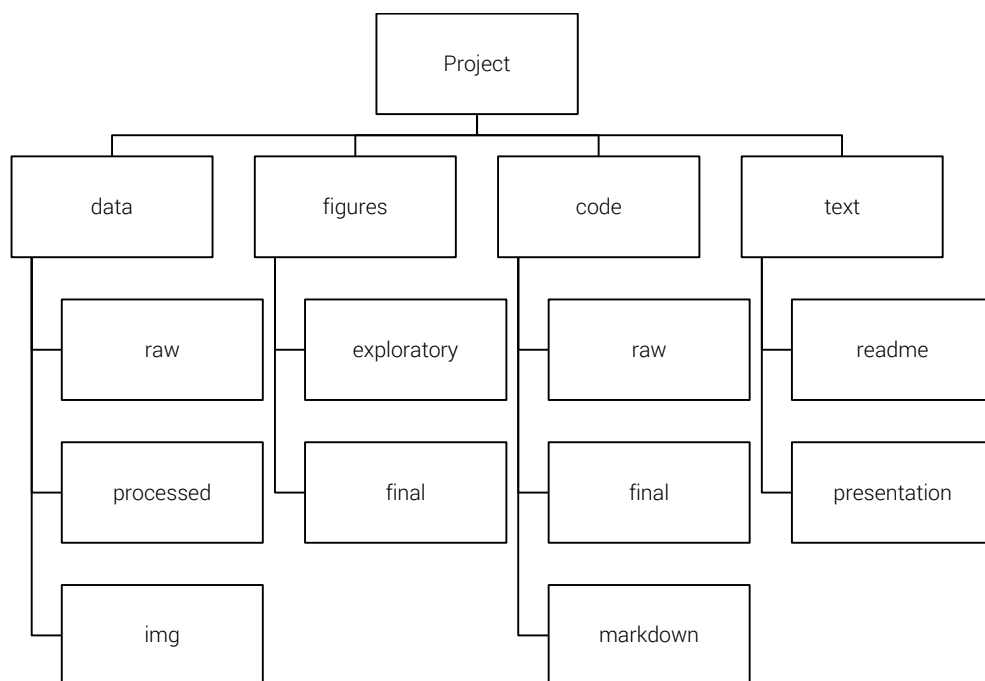 Project
data
figures
code
text
raw
exploratory
raw
readme
processed
final
final
presentation
img
markdown